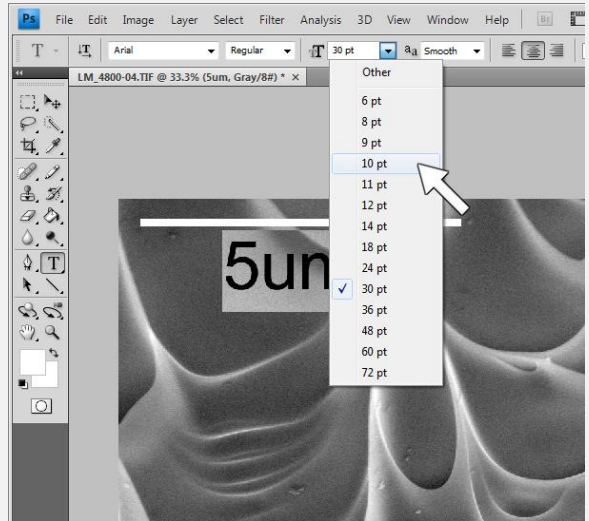 Ps File Edit Image Layer Select Filter Analysis 3D View Window Help Br
T IT Arial Regular T 30 pt aa Smooth
LM_4800-04.TIF @ 33.3% (5um, Gray/8#) * ×
Other
6 pt
8 pt
9 pt
10 pt
11 pt
12 pt
14 pt
18 pt
24 pt
30 pt
36 pt
48 pt
60 pt
72 pt
5um
T